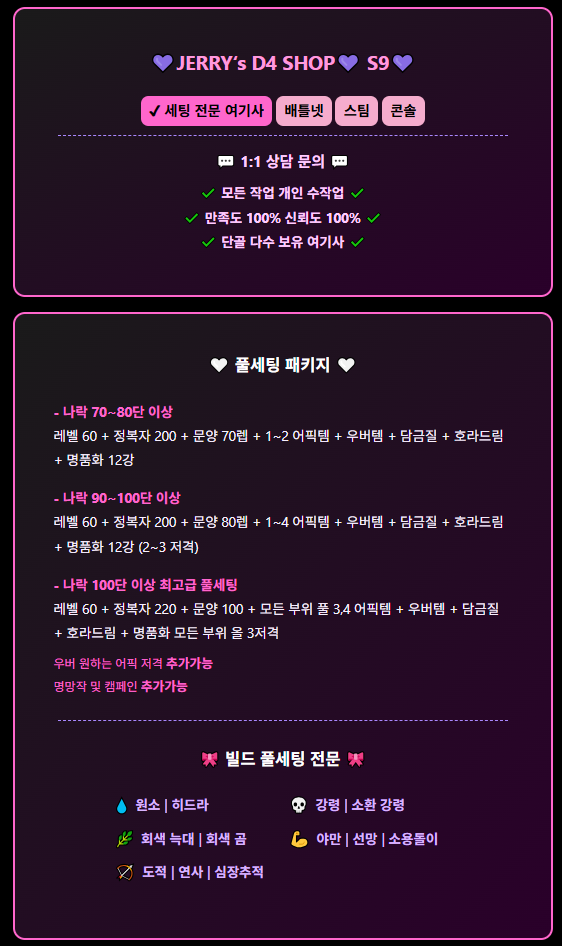 💜JERRY's D4 SHOP💜 S9💜
✔ 세팅 전문 여기사 배틀넷 스팀 콘솔
💬 1:1 상담 문의 💬
✔ 모든 작업 개인 수작업 ✔
✔ 만족도 100% 신뢰도 100% ✔
✔ 단골 다수 보유 여기사 ✔
🤍 풀세팅 패키지 🤍
- 나락 70~80단 이상
레벨 60 + 정복자 200 + 문양 70렙 + 1~2 어픽템 + 우버템 + 담금질 + 호라드림
+ 명품화 12강
- 나락 90~100단 이상
레벨 60 + 정복자 200 + 문양 80렙 + 1~4 어픽템 + 우버템 + 담금질 + 호라드림
+ 명품화 12강 (2~3 저격)
- 나락 100단 이상 최고급 풀세팅
레벨 60 + 정복자 220 + 문양 100 + 모든 부위 풀 3,4 어픽템 + 우버템 + 담금질
+ 호라드림 + 명품화 모든 부위 올 3저격
우버 원하는 어픽 저격 추가가능
명망작 및 캠페인 추가가능
🎀 빌드 풀세팅 전문 🎀
💧 원소 | 히드라 💀 강령 | 소환 강령
🌿 회색 늑대 | 회색 곰 💪 야만 | 선망 | 소용돌이
🏹 도적 | 연사 | 심장추적